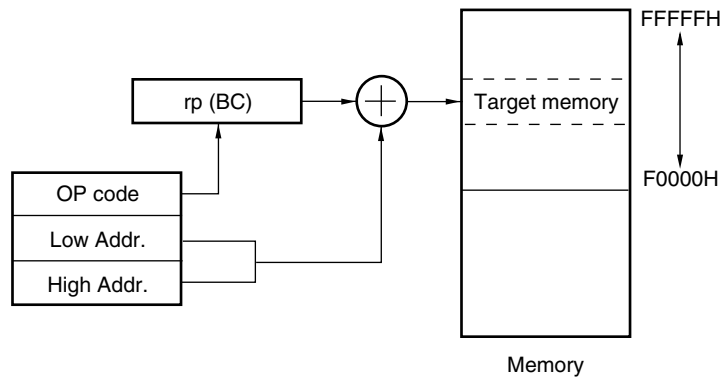 FFFFFH
rp (BC)
Target memory
OP code
F0000H
Low Addr.
High Addr.
Memory